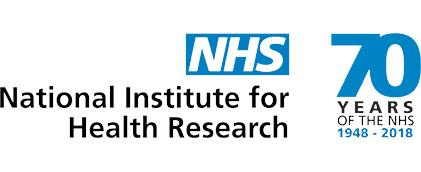 NHS
National Institute for
Health Research
70
YEARS
OF THE NHS
1948 - 2018